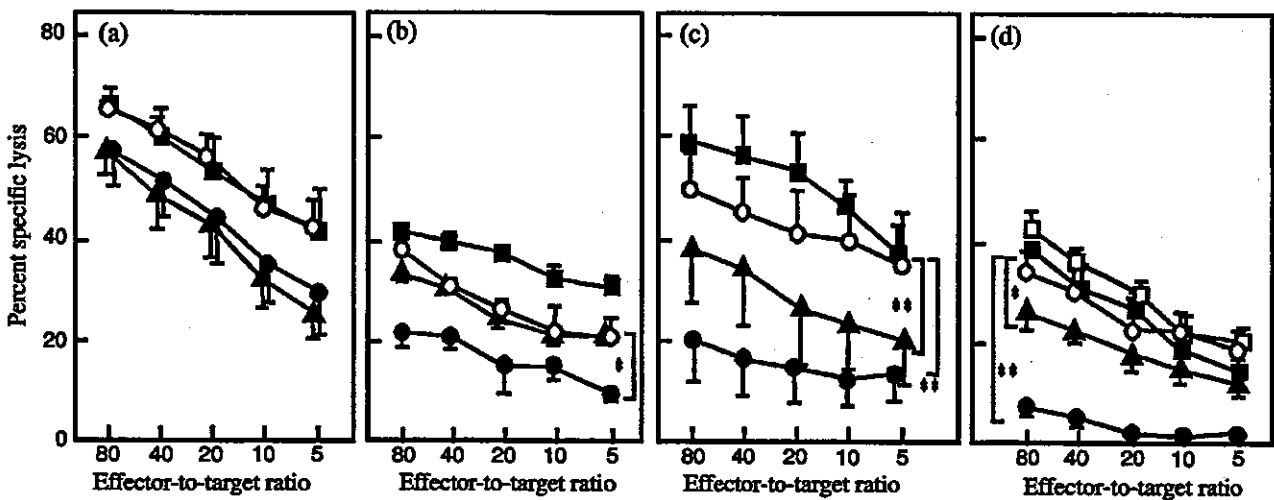 80
60
40
20
0
Percent specific lysis
(a)
(b)
(c)
(d)
‡
‡‡
‡‡
‡
‡‡
80 40 20 10 5
80 40 20 10 5
80 40 20 10 5
80 40 20 10 5
Effector-to-target ratio
Effector-to-target ratio
Effector-to-target ratio
Effector-to-target ratio